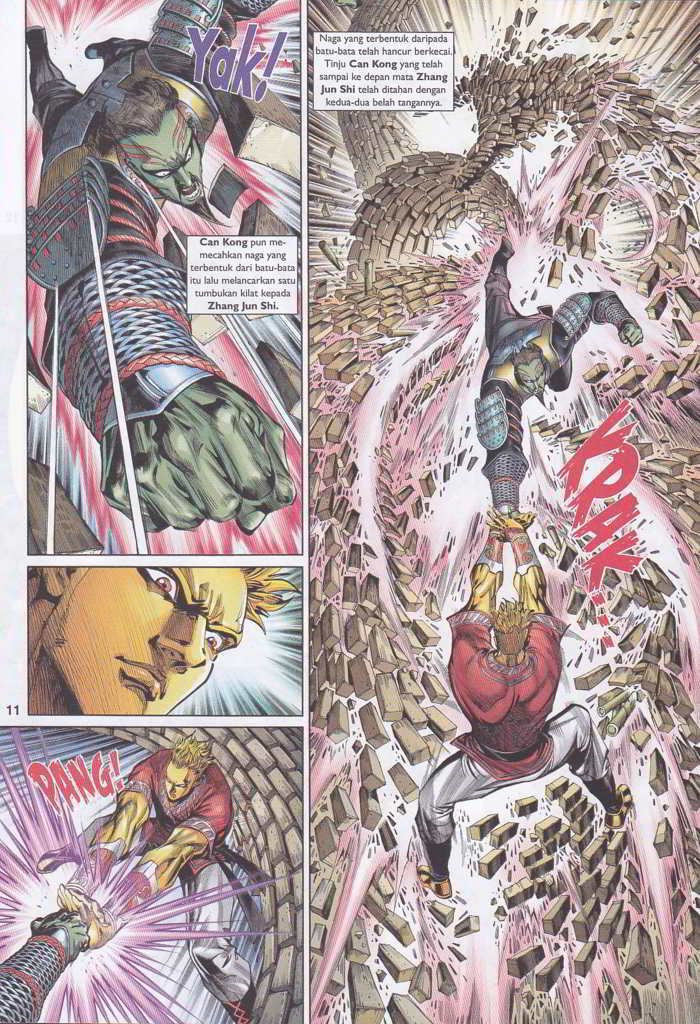 Yak!
Can Kong pun me-
mecahkan naga yang
terbentuk dari batu-bata
itu lalu melancarkan satu
tumbukan kilat kepada
Zhang Jun Shi.
11
PANG!
Naga yang terbentuk daripada
batu-bata telah hancur berkecai.
Tinju Can Kong yang telah
sampai ke depan mata Zhang
Jun Shi telah ditahan dengan
kedua-dua belah tangannya.
KRAK...